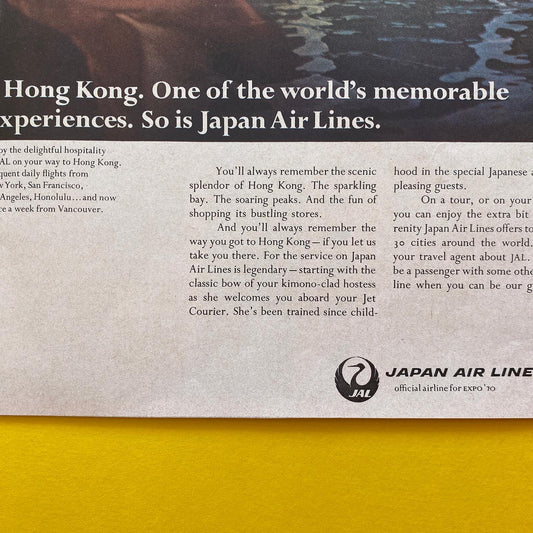 Hong Kong. One of the world's memorable
xperiences. So is Japan Air Lines.
oy the delightful hospitality
AL on your way to Hong Kong.
quent daily flights from
w York, San Francisco,
Angeles, Honolulu...and now
ce a week from Vancouver.
You'll always remember the scenic
splendor of Hong Kong. The sparkling
bay. The soaring peaks. And the fun of
shopping its bustling stores.
And you'll always remember the
way you got to Hong Kong—if you let us
take you there. For the service on Japan
Air Lines is legendary—starting with the
classic bow of your kimono-clad hostess
as she welcomes you aboard your Jet
Courier. She's been trained since child-
hood in the special Japanese a
pleasing guests.
On a tour, or on your
you can enjoy the extra bit
renity Japan Air Lines offers to
30 cities around the world.
your travel agent about JAL.
be a passenger with some othe
line when you can be our g
JAL
JAPAN AIR LINE
official airline for EXPO '70